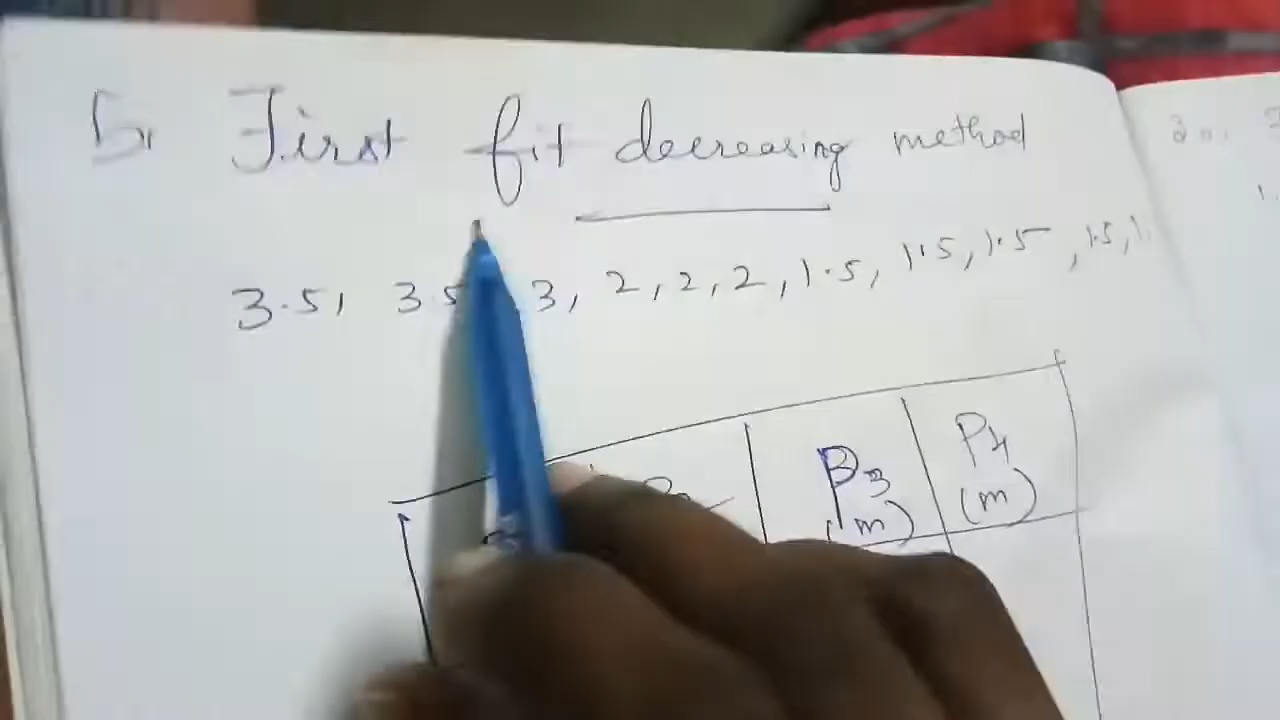 5, First fit decreasing method
3.5, 3.5 3, 2, 2, 2, 1.5, 1.5, 1.5, 1.5, 1.
P3 P4
(m) (m)